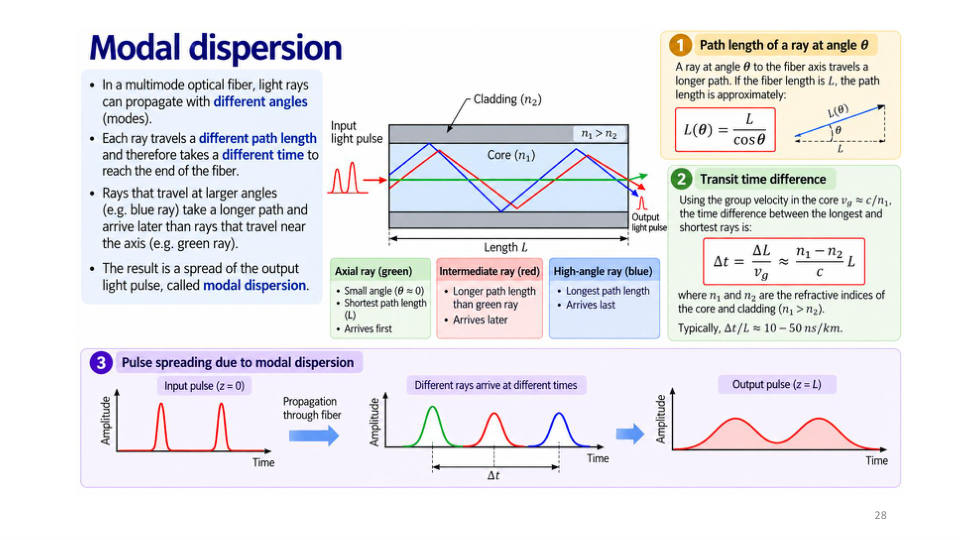 Modal dispersion
• In a multimode optical fiber, light rays
can propagate with different angles
(modes).
• Each ray travels a different path length
and therefore takes a different time to
reach the end of the fiber.
• Rays that travel at larger angles
(e.g. blue ray) take a longer path and
arrive later than rays that travel near
the axis (e.g. green ray).
• The result is a spread of the output
light pulse, called modal dispersion.
Cladding (n₂)
Input
light pulse
n₁ > n₂
Core (n₁)
Output
light pulse
Length L
Axial ray (green)
• Small angle (θ ≈ 0)
• Shortest path length
(L)
• Arrives first
Intermediate ray (red)
• Longer path length
than green ray
• Arrives later
High-angle ray (blue)
• Longest path length
• Arrives last
1 Path length of a ray at angle θ
A ray at angle θ to the fiber axis travels a
longer path. If the fiber length is L, the path
length is approximately:
L(θ) = L / cos θ
L(θ)
θ
L
2 Transit time difference
Using the group velocity in the core v_g ≈ c/n₁,
the time difference between the longest and
shortest rays is:
Δt = ΔL / v_g ≈ (n₁ − n₂) / c L
where n₁ and n₂ are the refractive indices of
the core and cladding (n₁ > n₂).
Typically, Δt/L ≈ 10 − 50 ns/km.
3 Pulse spreading due to modal dispersion
Input pulse (z = 0)
Amplitude
Time
Propagation
through fiber
Different rays arrive at different times
Amplitude
Time
Δt
Output pulse (z = L)
Amplitude
Time
28